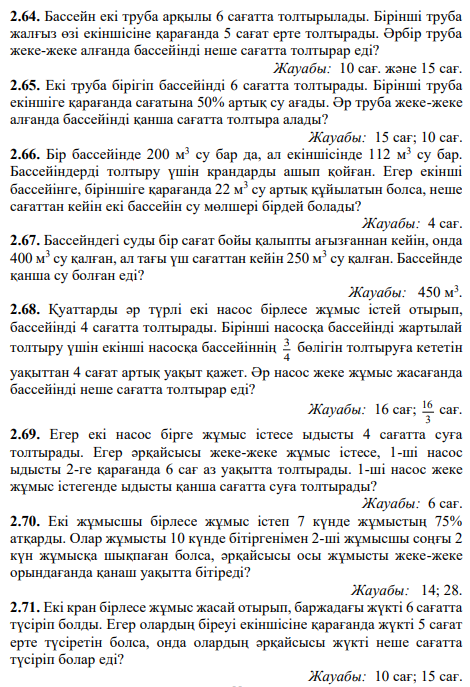 2.64. Бассейн екі труба арқылы 6 сағатта толтырылады. Бірінші труба
жалғыз өзі екіншісіне қарағанда 5 сағат ерте толтырады. Әрбір труба
жеке-жеке алғанда бассейінді неше сағатта толтырар еді?
Жауабы: 10 сағ. және 15 сағ.
2.65. Екі труба бірігіп бассейінді 6 сағатта толтырады. Бірінші труба
екіншіге қарағанда сағатына 50% артық су ағады. Әр труба жеке-жеке
алғанда бассейінді қанша сағатта толтыра алады?
Жауабы: 15 сағ; 10 сағ.
2.66. Бір бассейінде 200 м³ су бар да, ал екіншісінде 112 м³ су бар.
Бассейіндерді толтыру үшін крандарды ашып қойған. Егер екінші
бассейінге, біріншіге қарағанда 22 м³ су артық құйылатын болса, неше
сағаттан кейін екі бассейін су мөлшері бірдей болады?
Жауабы: 4 сағ.
2.67. Бассейндегі суды бір сағат бойы қалыпты ағызғаннан кейін, онда
400 м³ су қалған, ал тағы үш сағаттан кейін 250 м³ су қалған. Бассейнде
қанша су болған еді?
Жауабы: 450 м³.
2.68. Қуаттарды әр түрлі екі насос бірлесе жұмыс істей отырып,
бассейінді 4 сағатта толтырады. Бірінші насосқа бассейінді жартылай
толтыру үшін екінші насосқа бассейіннің 3/4 бөлігін толтыруға кететін
уақыттан 4 сағат артық уақыт қажет. Әр насос жеке жұмыс жасағанда
бассейінді неше сағатта толтырар еді?
Жауабы: 16 сағ; 16/3 сағ.
2.69. Егер екі насос бірге жұмыс істесе ыдысты 4 сағатта суға
толтырады. Егер әрқайсысы жеке-жеке жұмыс істесе, 1-ші насос
ыдысты 2-ге қарағанда 6 сағ аз уақытта толтырады. 1-ші насос жеке
жұмыс істегенде ыдысты қанша сағатта суға толтырады?
Жауабы: 6 сағ.
2.70. Екі жұмысшы бірлесе жұмыс істеп 7 күнде жұмыстың 75%
атқарды. Олар жұмысты 10 күнде бітіргенімен 2-ші жұмысшы соңғы 2
күн жұмысқа шықпаған болса, әрқайсысы осы жұмысты жеке-жеке
орындағанда қанаш уақытта бітіреді?
Жауабы: 14; 28.
2.71. Екі кран бірлесе жұмыс жасай отырып, баржадағы жүкті 6 сағатта
түсіріп болды. Егер олардың біреуі екіншісіне қарағанда жүкті 5 сағат
ерте түсіретін болса, онда олардың әрқайсысы жүкті неше сағатта
түсіріп болар еді?
Жауабы: 10 сағ; 15 сағ.